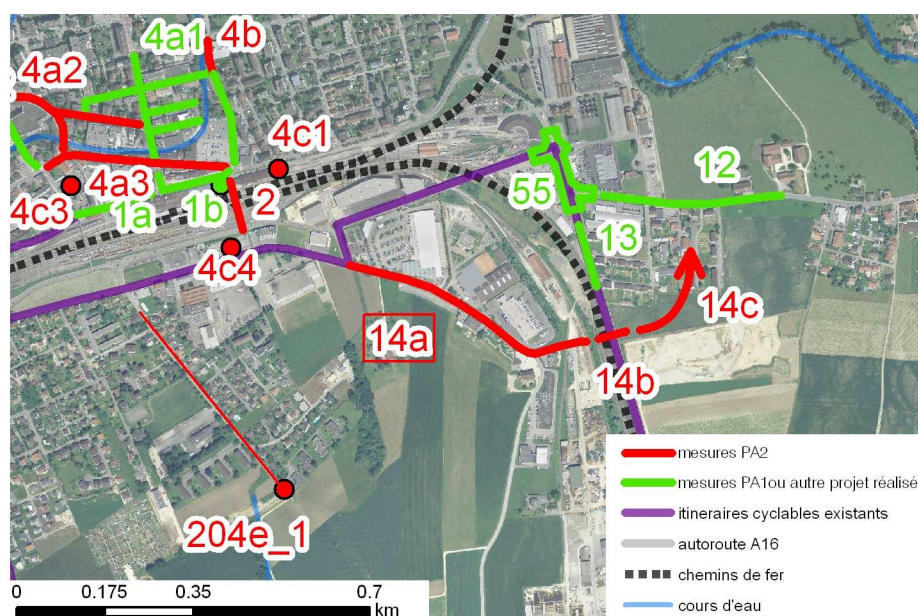 4a1
4b
4a2
4c1
12
4a3
55
4c3
1a
1b
2
13
4c4
14c
14a
14b
204e_1
mesures PA2
mesures PA1ou autre projet réalisé
itineraires cyclables existants
autoroute A16
chemins de fer
cours d'eau
0 0.175 0.35 0.7
km